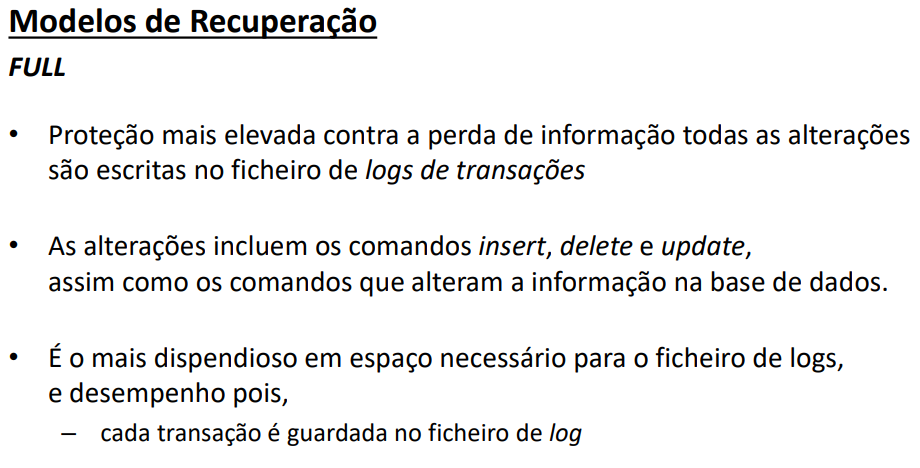 Modelos de Recuperação
FULL
• Proteção mais elevada contra a perda de informação todas as alterações
são escritas no ficheiro de logs de transações
• As alterações incluem os comandos insert, delete e update,
assim como os comandos que alteram a informação na base de dados.
• É o mais dispendioso em espaço necessário para o ficheiro de logs,
e desempenho pois,
– cada transação é guardada no ficheiro de log